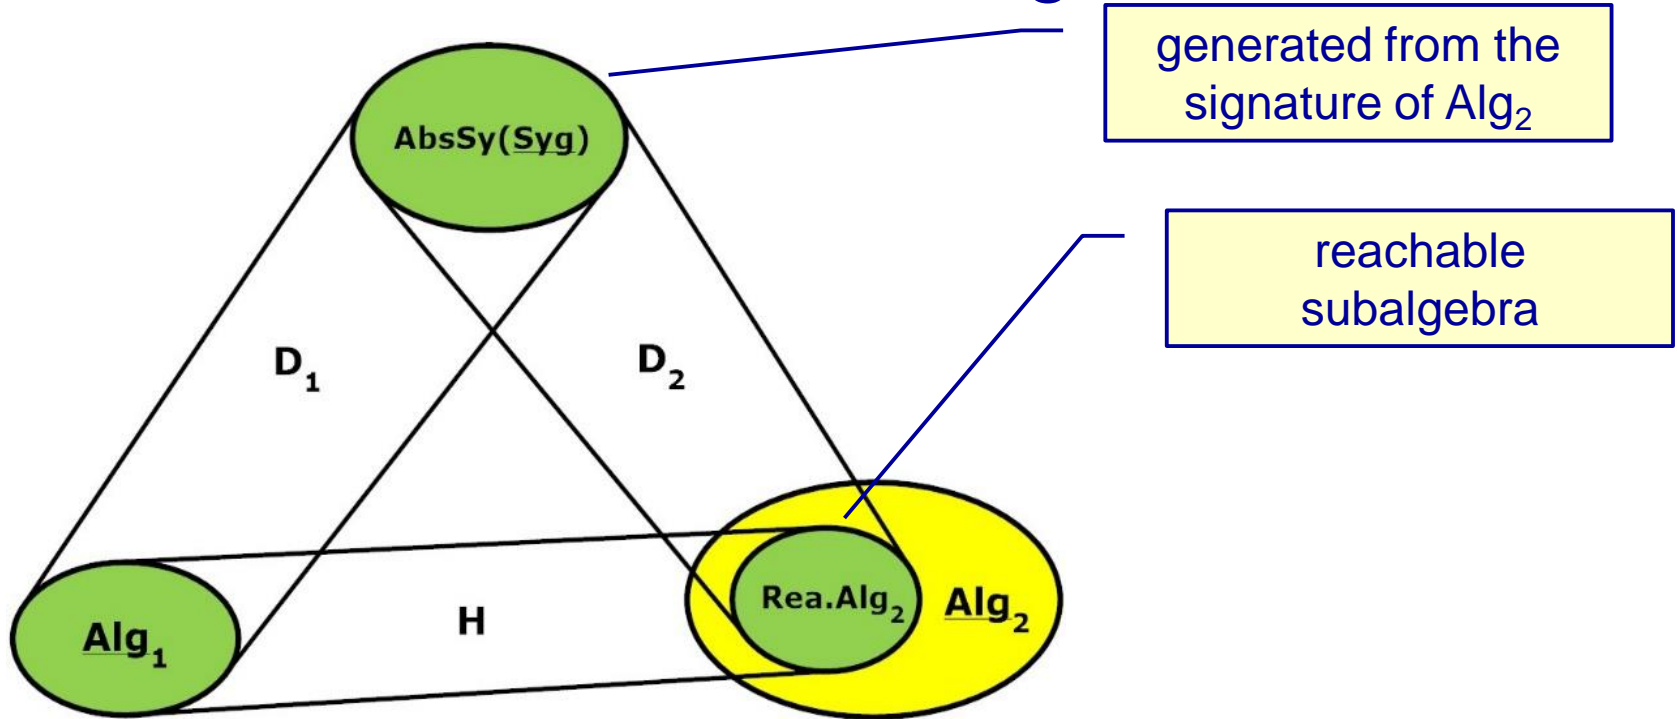 generated from the
signature of Alg₂
AbsSy(Syg)
reachable
subalgebra
D₁
D₂
Rea.Alg₂
Alg₂
H
Alg₁